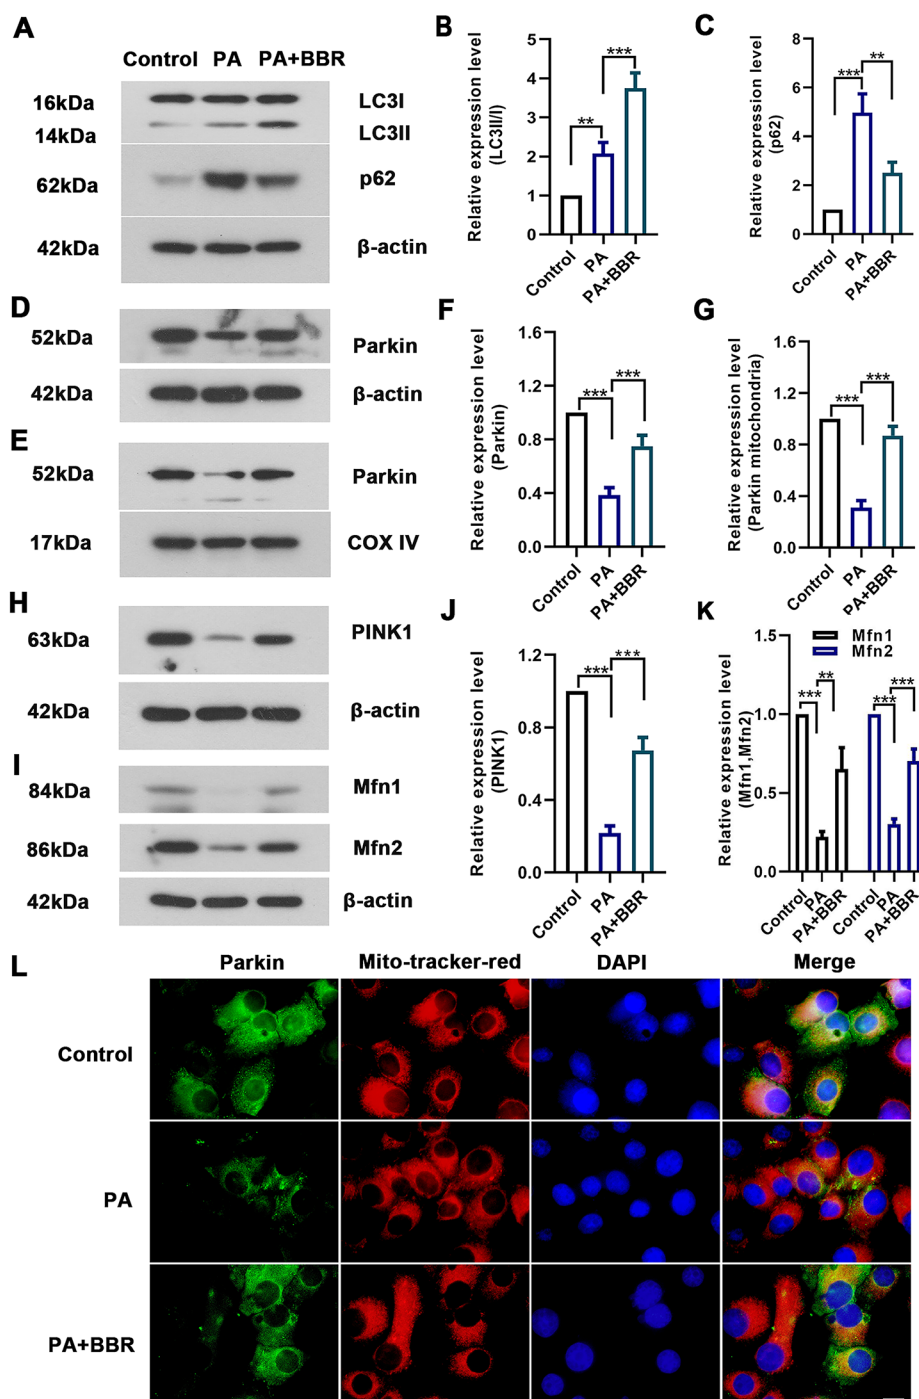 A
Control PA PA+BBR
16kDa LC3I
14kDa LC3II
62kDa p62
42kDa β-actin
B
Relative expression level
(LC3II/I)
5
4
3
2
1
0
** ***
Control PA PA+BBR
C
Relative expression level
(p62)
8
6
4
2
0
*** **
Control PA PA+BBR
D
52kDa Parkin
42kDa β-actin
E
52kDa Parkin
17kDa COX IV
F
Relative expression level
(Parkin)
1.6
1.2
0.8
0.4
0.0
*** ***
Control PA PA+BBR
G
Relative expression level
(Parkin mitochondria)
1.6
1.2
0.8
0.4
0.0
*** ***
Control PA PA+BBR
H
63kDa PINK1
42kDa β-actin
I
84kDa Mfn1
86kDa Mfn2
42kDa β-actin
J
Relative expression level
(PINK1)
1.2
0.8
0.4
0.0
*** ***
Control PA PA+BBR
K
Relative expression level
(Mfn1,Mfn2)
Mfn1
Mfn2
1.5
1.0
0.5
0.0
*** ** *** ***
Control PA PA+BBR Control PA PA+BBR
L
Parkin Mito-tracker-red DAPI Merge
Control
PA
PA+BBR